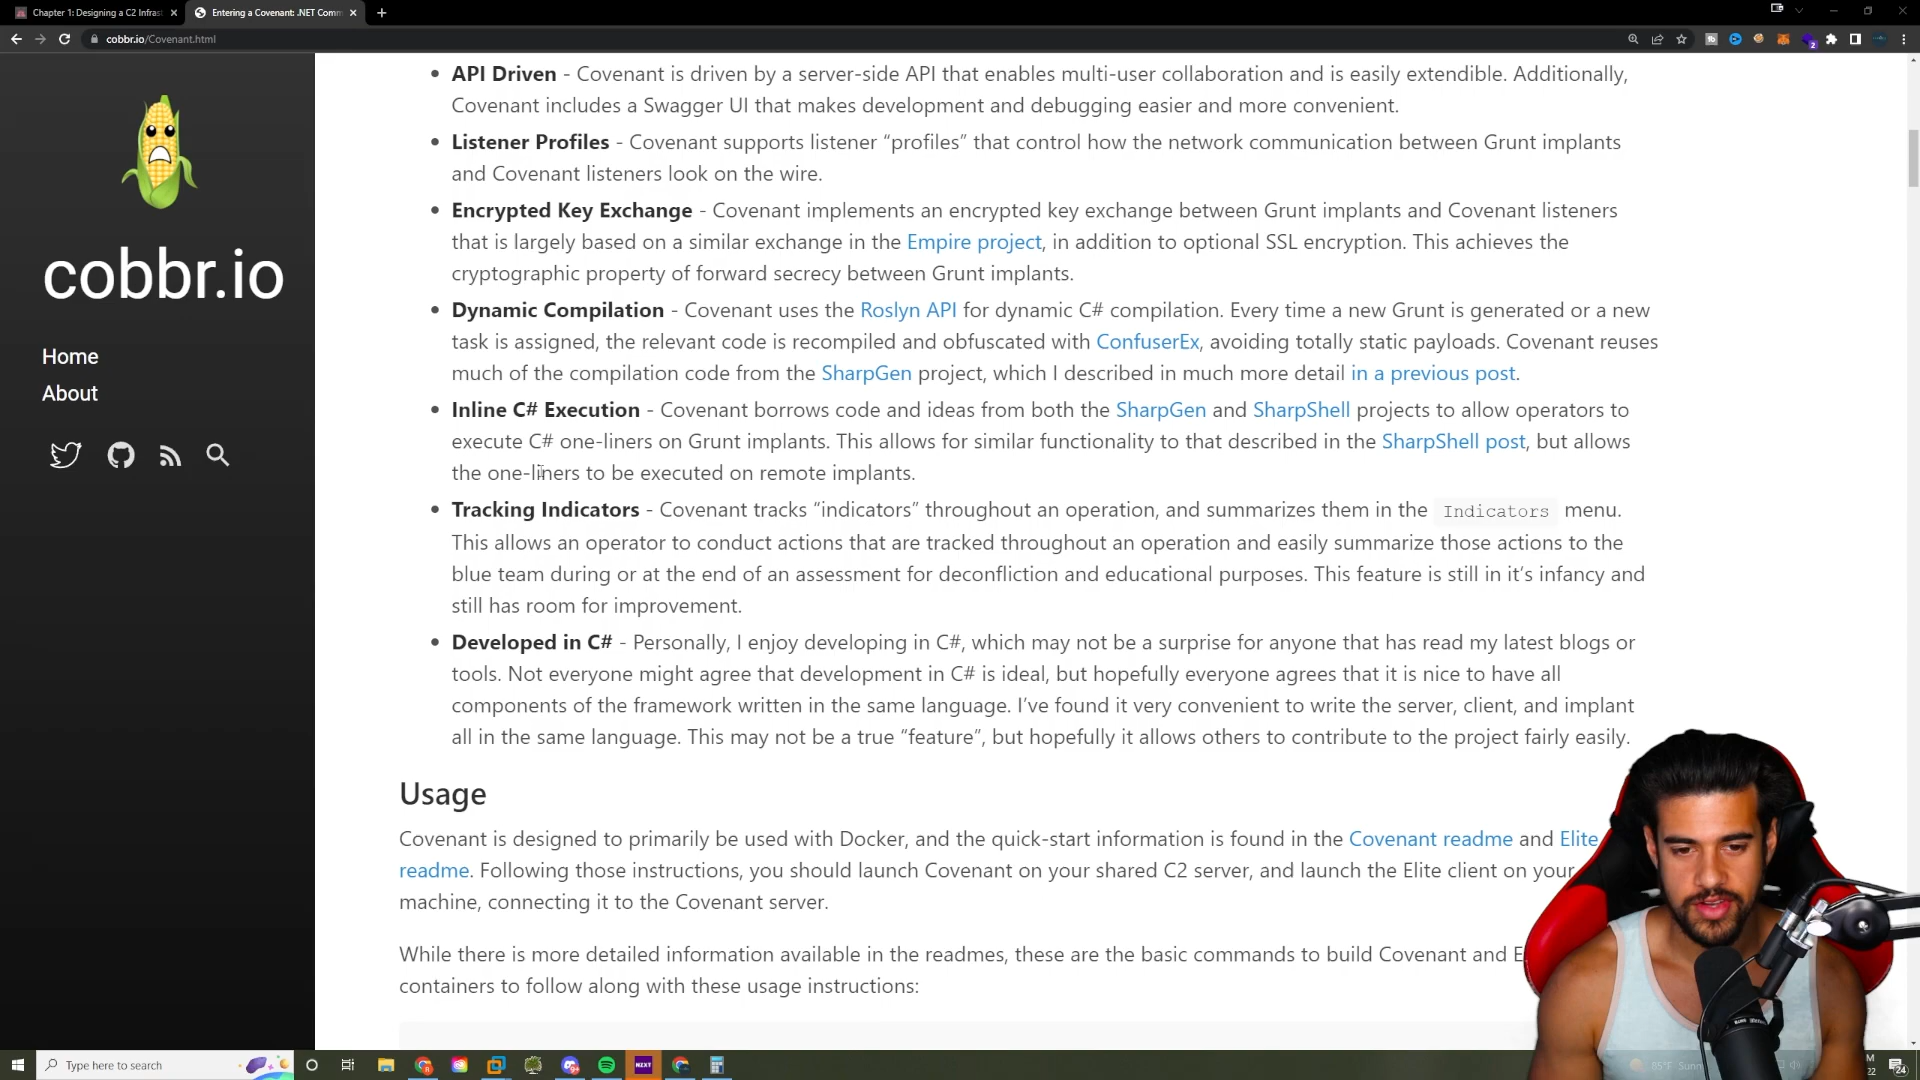 Chapter 1: Designing a C2 Infras
Entering a Covenant: .NET Comm
cobbr.io/Covenant.html
cobbr.io
Home
About
API Driven - Covenant is driven by a server-side API that enables multi-user collaboration and is easily extendible. Additionally,
Covenant includes a Swagger UI that makes development and debugging easier and more convenient.
Listener Profiles - Covenant supports listener “profiles” that control how the network communication between Grunt implants
and Covenant listeners look on the wire.
Encrypted Key Exchange - Covenant implements an encrypted key exchange between Grunt implants and Covenant listeners
that is largely based on a similar exchange in the Empire project, in addition to optional SSL encryption. This achieves the
cryptographic property of forward secrecy between Grunt implants.
Dynamic Compilation - Covenant uses the Roslyn API for dynamic C# compilation. Every time a new Grunt is generated or a new
task is assigned, the relevant code is recompiled and obfuscated with ConfuserEx, avoiding totally static payloads. Covenant reuses
much of the compilation code from the SharpGen project, which I described in much more detail in a previous post.
Inline C# Execution - Covenant borrows code and ideas from both the SharpGen and SharpShell projects to allow operators to
execute C# one-liners on Grunt implants. This allows for similar functionality to that described in the SharpShell post, but allows
the one-liners to be executed on remote implants.
Tracking Indicators - Covenant tracks “indicators” throughout an operation, and summarizes them in the Indicators menu.
This allows an operator to conduct actions that are tracked throughout an operation and easily summarize those actions to the
blue team during or at the end of an assessment for deconfliction and educational purposes. This feature is still in it’s infancy and
still has room for improvement.
Developed in C# - Personally, I enjoy developing in C#, which may not be a surprise for anyone that has read my latest blogs or
tools. Not everyone might agree that development in C# is ideal, but hopefully everyone agrees that it is nice to have all
components of the framework written in the same language. I’ve found it very convenient to write the server, client, and implant
all in the same language. This may not be a true “feature”, but hopefully it allows others to contribute to the project fairly easily.
Usage
Covenant is designed to primarily be used with Docker, and the quick-start information is found in the Covenant readme and Elite
readme. Following those instructions, you should launch Covenant on your shared C2 server, and launch the Elite client on your
machine, connecting it to the Covenant server.
While there is more detailed information available in the readmes, these are the basic commands to build Covenant and E
containers to follow along with these usage instructions:
Type here to search
NZXT
M
22
24